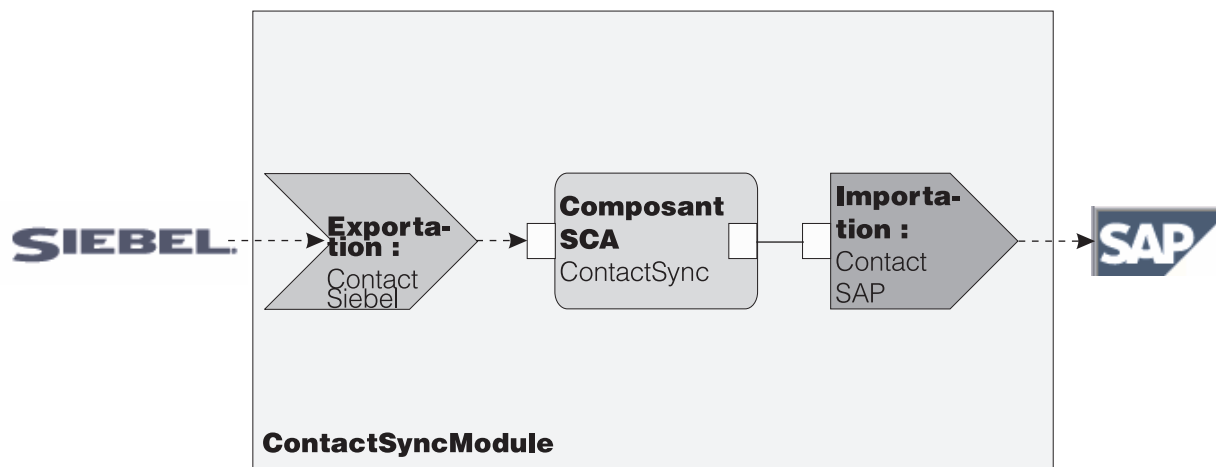 SIEBEL.
Exporta-
tion :
Contact
Siebel
Composant
SCA
ContactSync
Importa-
tion :
Contact
SAP
SAP
ContactSyncModule